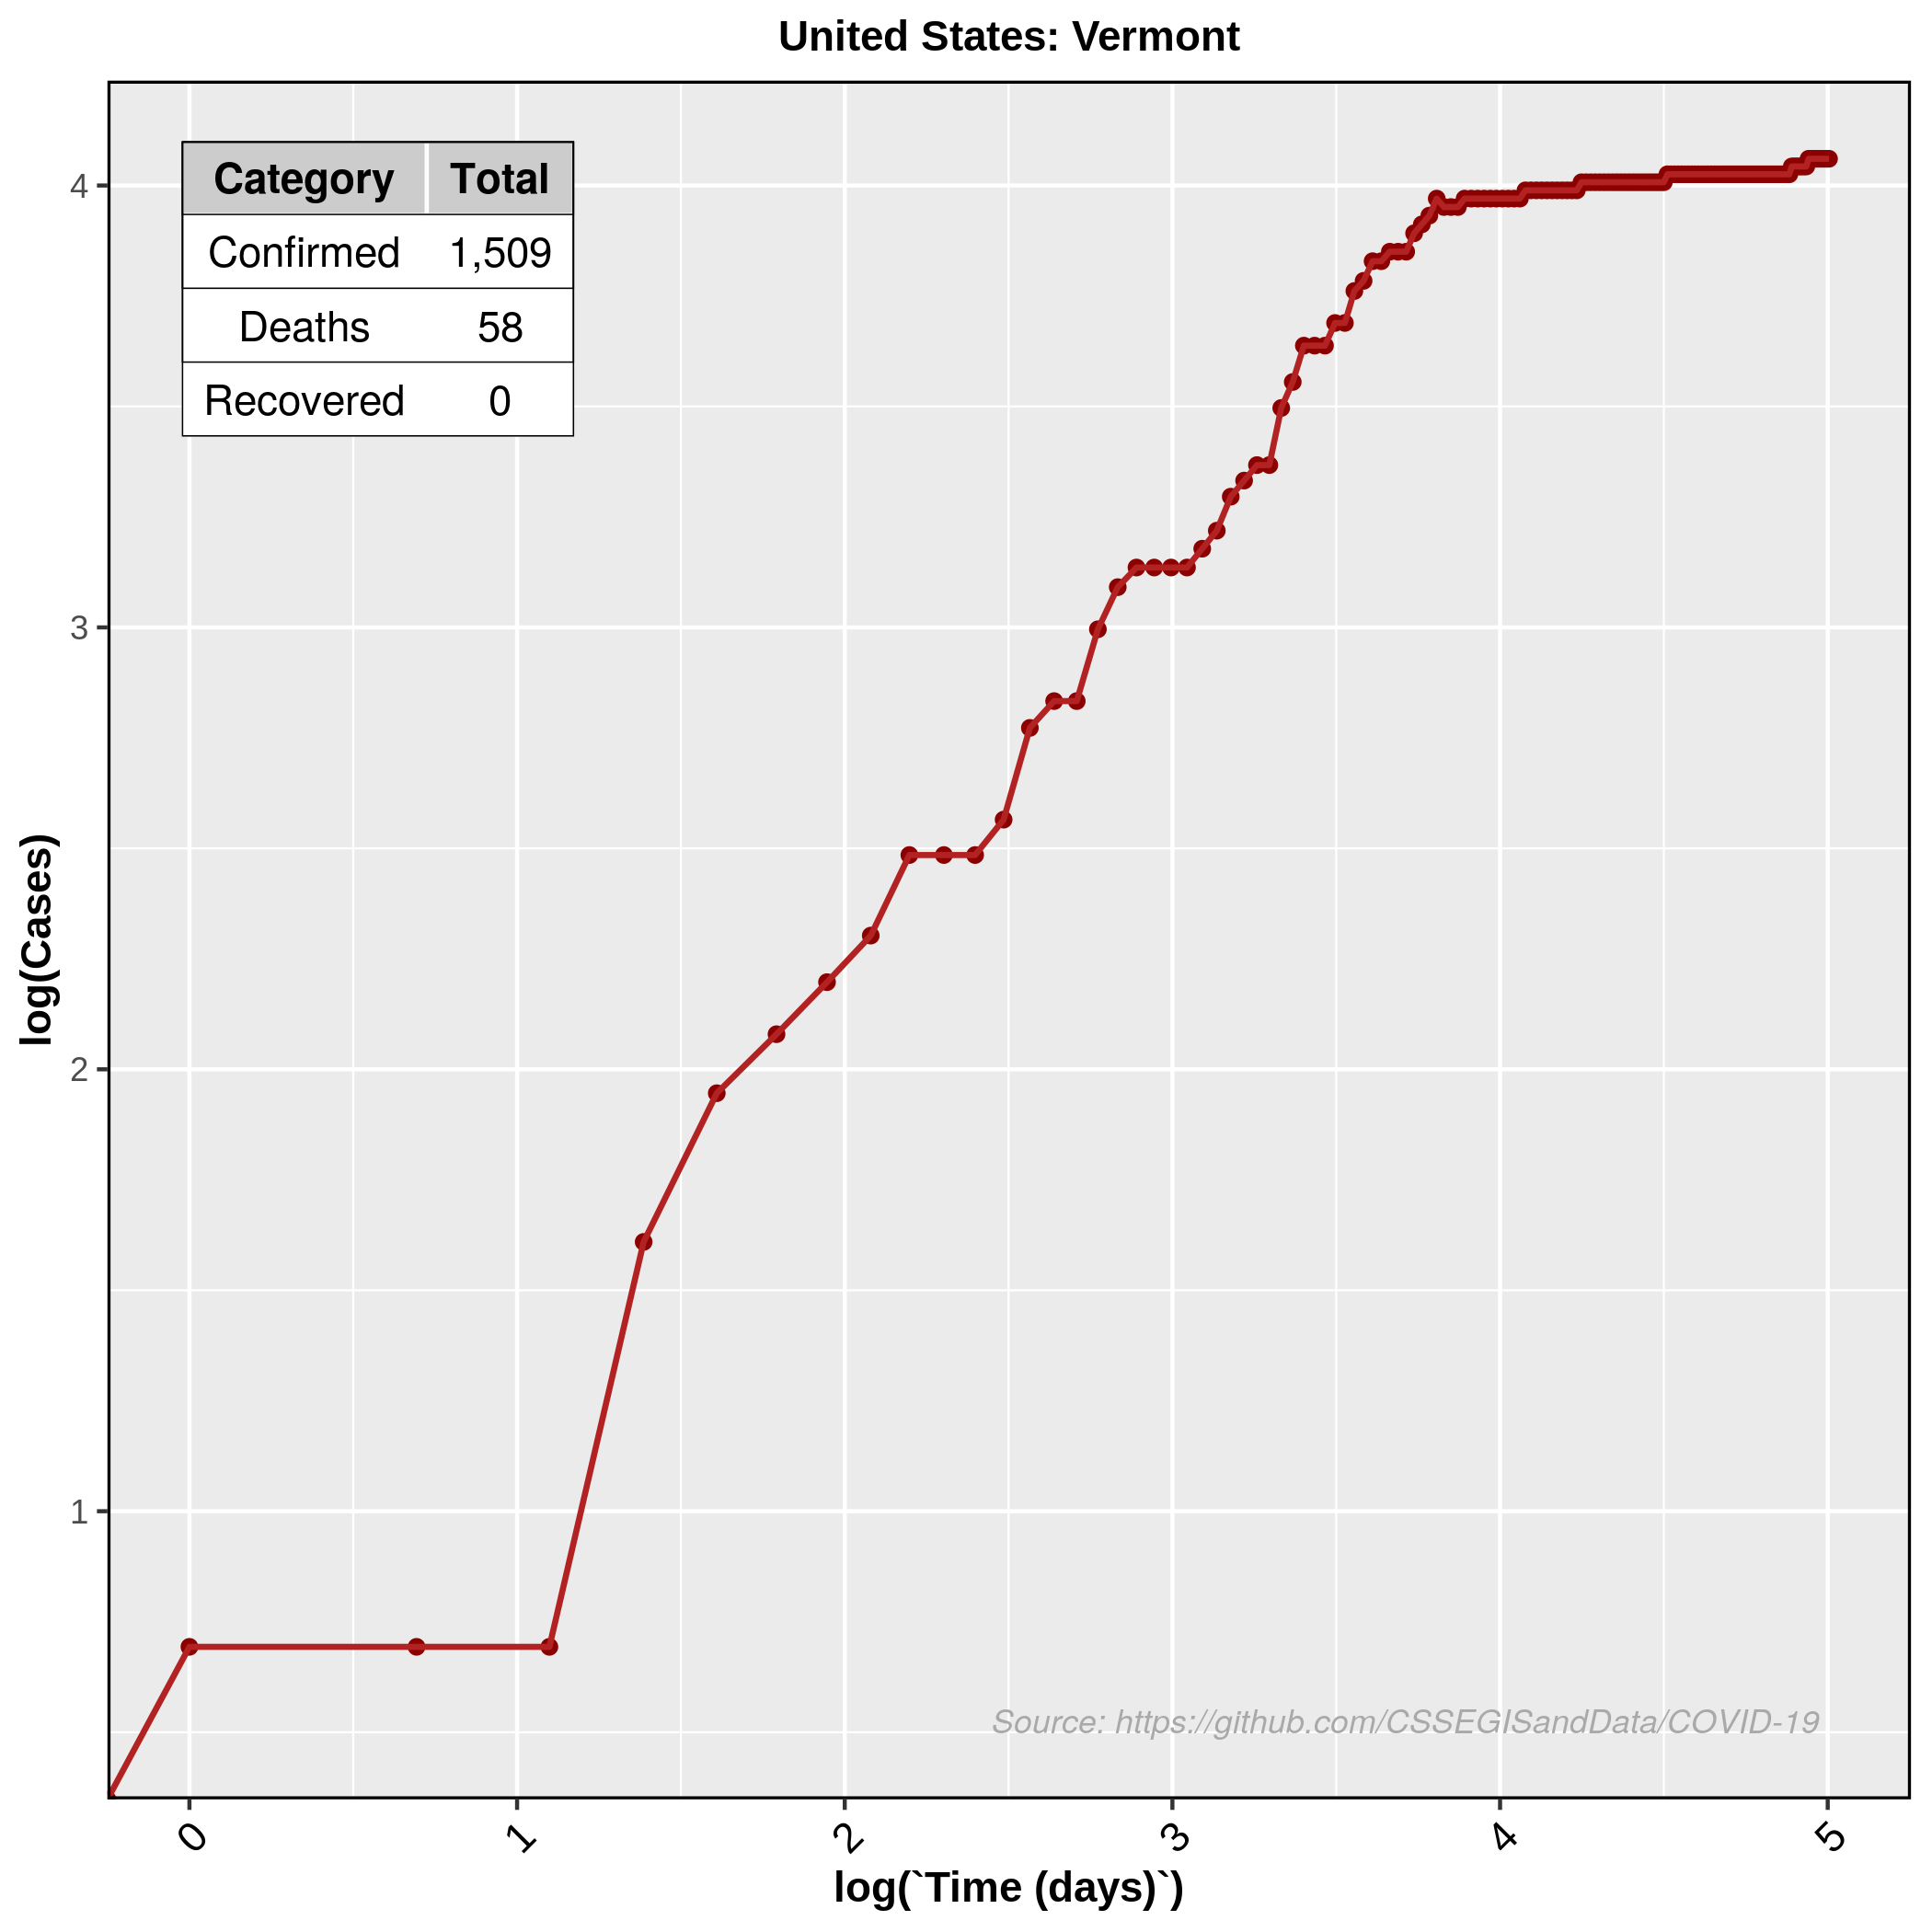 United States: Vermont
Category Total
Confirmed 1,509
Deaths 58
Recovered 0
4
3
2
1
log(Cases)
Source: https://github.com/CSSEGISandData/COVID-19
0 1 2 3 4 5
log(`Time (days)`)